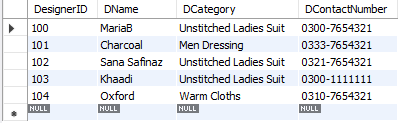 DesignerID DName DCategory DContactNumber
100 MariaB Unstitched Ladies Suit 0300-7654321
101 Charcoal Men Dressing 0333-7654321
102 Sana Safinaz Unstitched Ladies Suit 0321-7654321
103 Khaadi Unstitched Ladies Suit 0300-1111111
104 Oxford Warm Cloths 0310-7654321
NULL NULL NULL NULL